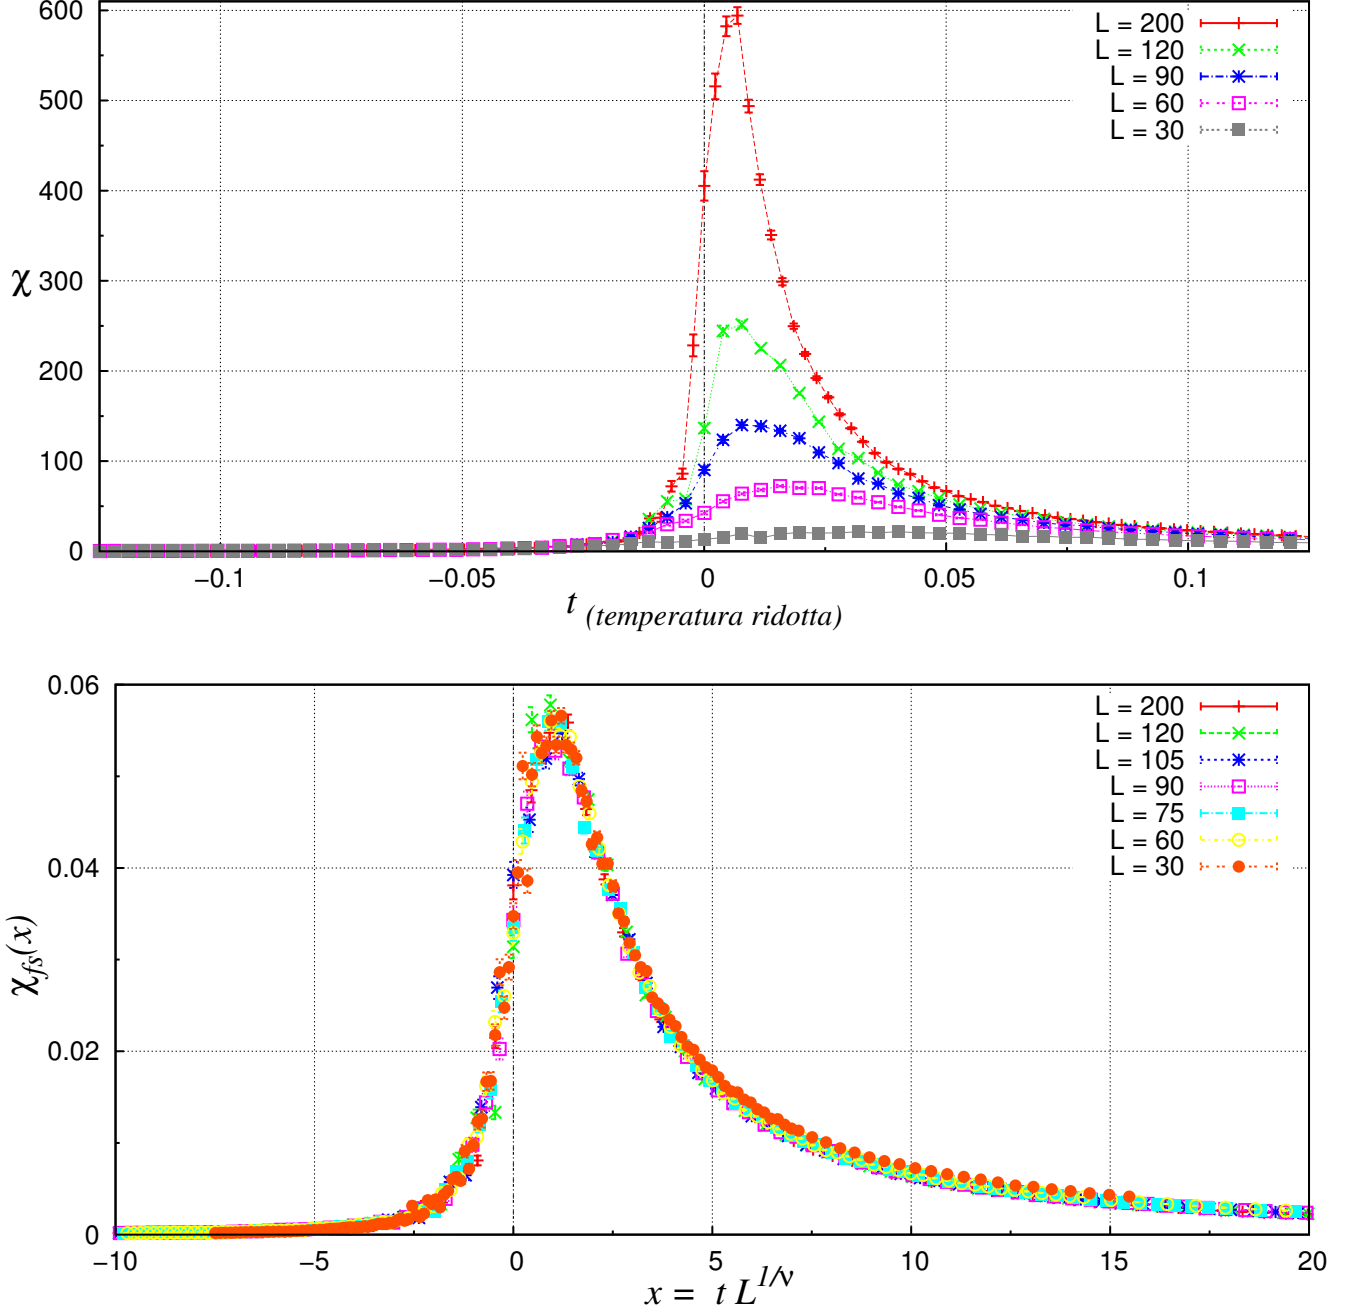 600
500
400
300
200
100
0
χ
L = 200
L = 120
L = 90
L = 60
L = 30
−0.1
−0.05
0
0.05
0.1
t (temperatura ridotta)
0.06
0.04
0.02
0
χfs(x)
L = 200
L = 120
L = 105
L = 90
L = 75
L = 60
L = 30
−10
−5
0
5
10
15
20
x = t L^1/ν